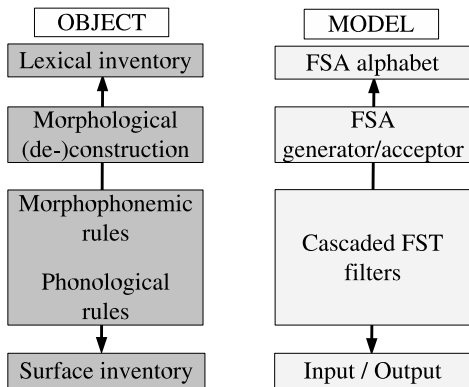 OBJECT
Lexical inventory
Morphological
(de-)construction
Morphophonemic
rules
Phonological
rules
Surface inventory
MODEL
FSA alphabet
FSA
generator/acceptor
Cascaded FST
filters
Input / Output